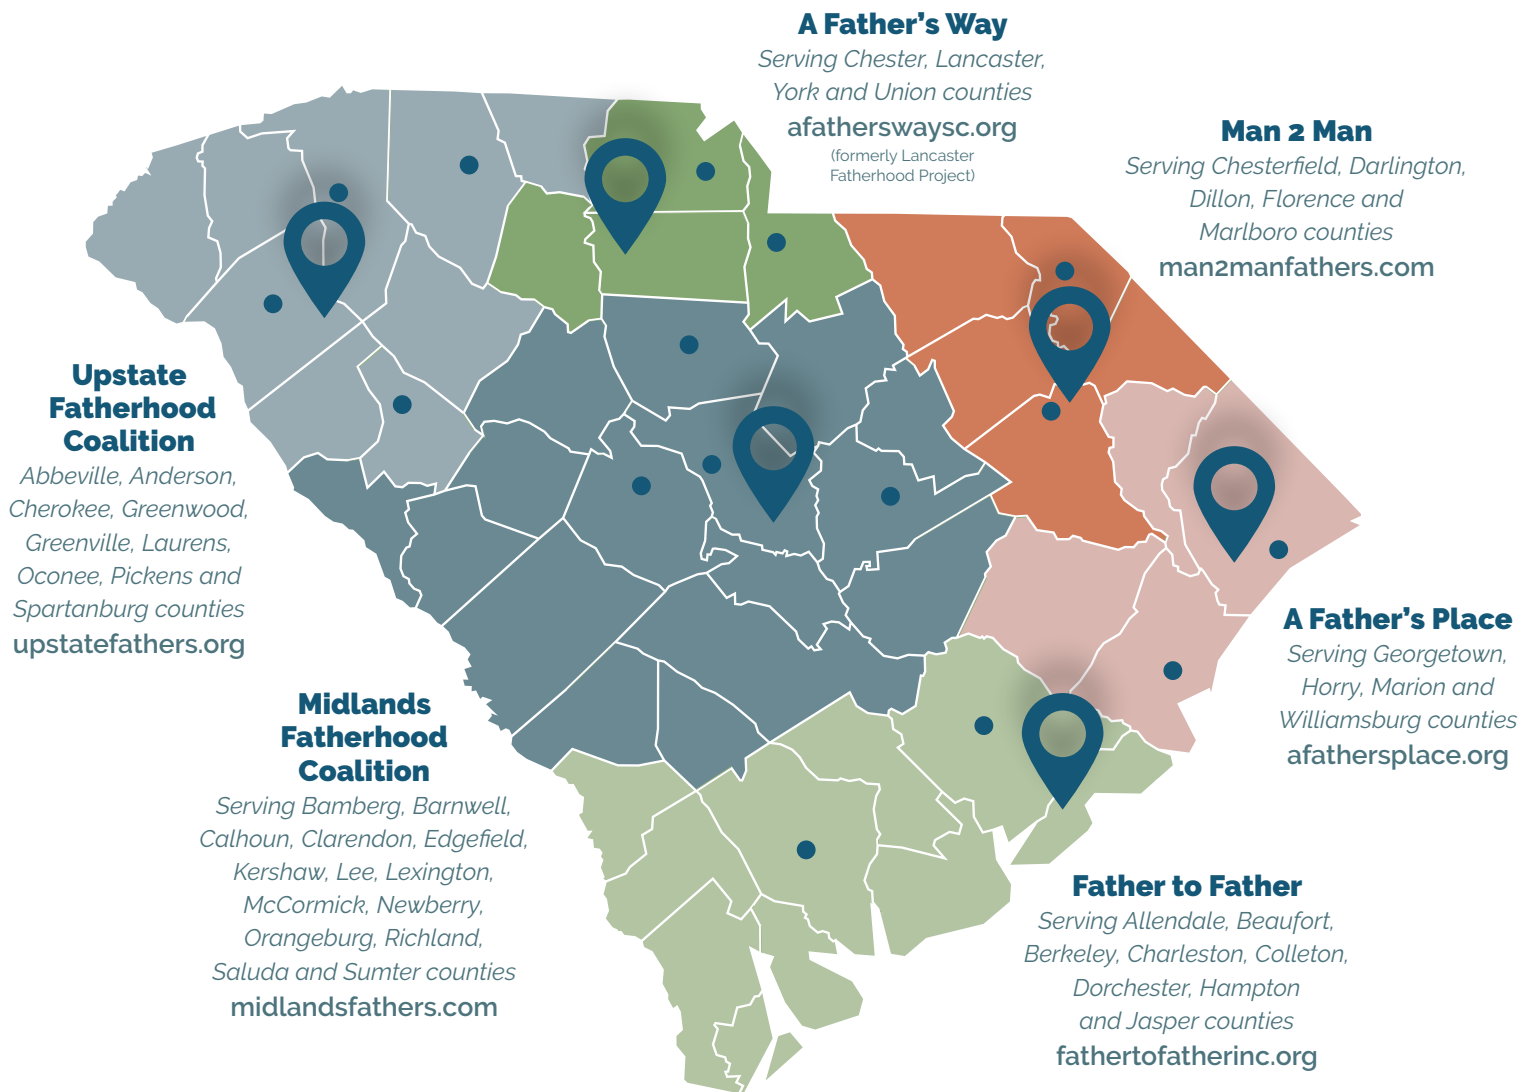 A Father's Way
Serving Chester, Lancaster,
York and Union counties
afatherswaysc.org
(formerly Lancaster
Fatherhood Project)
Man 2 Man
Serving Chesterfield, Darlington,
Dillon, Florence and
Marlboro counties
man2manfathers.com
Upstate
Fatherhood
Coalition
Abbeville, Anderson,
Cherokee, Greenwood,
Greenville, Laurens,
Oconee, Pickens and
Spartanburg counties
upstatefathers.org
A Father's Place
Serving Georgetown,
Horry, Marion and
Williamsburg counties
afathersplace.org
Midlands
Fatherhood
Coalition
Serving Bamberg, Barnwell,
Calhoun, Clarendon, Edgefield,
Kershaw, Lee, Lexington,
McCormick, Newberry,
Orangeburg, Richland,
Saluda and Sumter counties
midlandsfathers.com
Father to Father
Serving Allendale, Beaufort,
Berkeley, Charleston, Colleton,
Dorchester, Hampton
and Jasper counties
fathertofatherinc.org